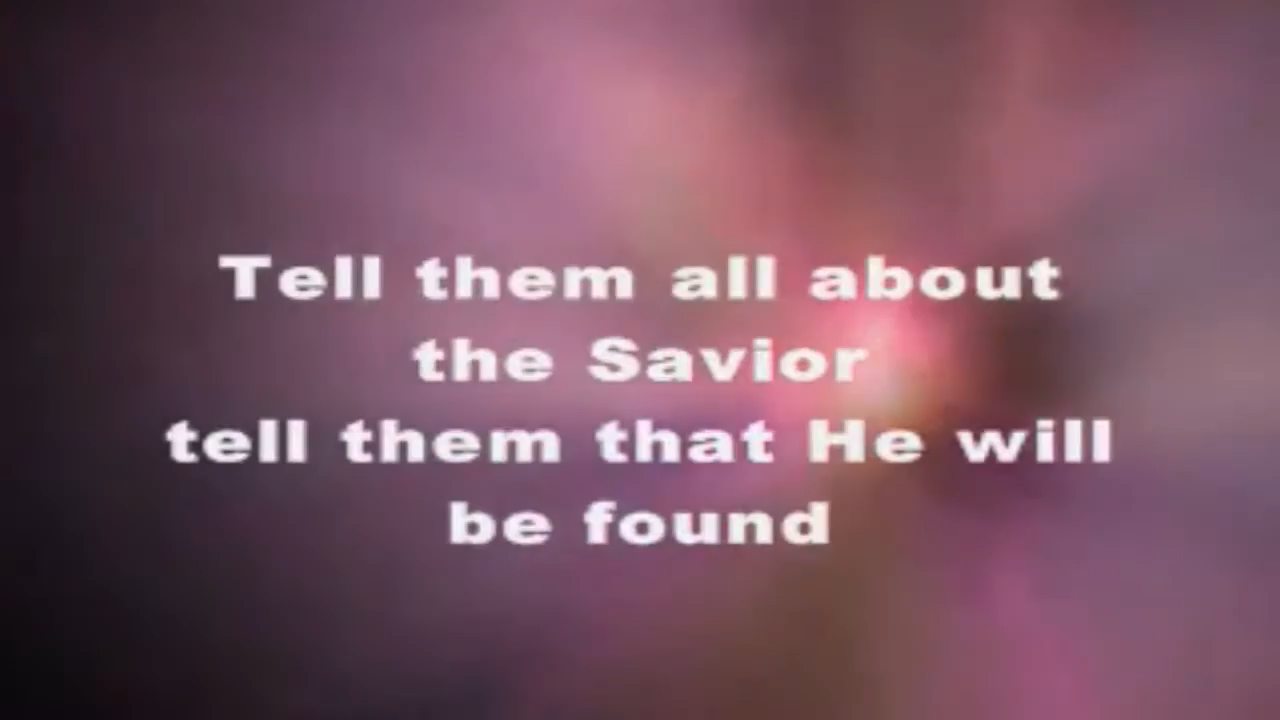 Tell them all about
the Savior
tell them that He will
be found